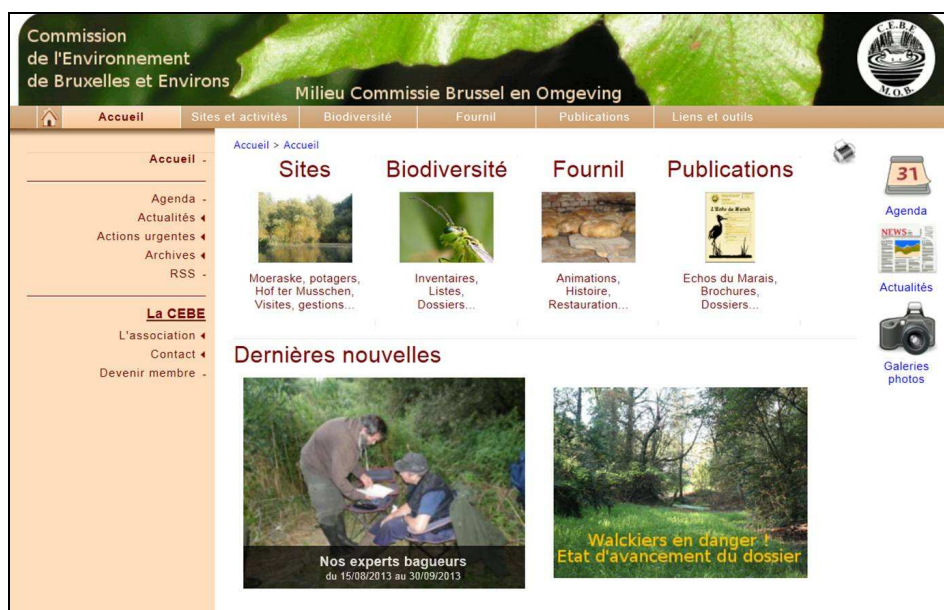 Commission
de l'Environnement
de Bruxelles et Environs
Milieu Commissie Brussel en Omgeving
C.E.B.E
M.O.B.
Accueil
Sites et activités
Biodiversité
Fournil
Publications
Liens et outils
Accueil -
Agenda -
Actualités
Actions urgentes
Archives
RSS -
La CEBE
L'association
Contact
Devenir membre -
Accueil > Accueil
Sites
Moeraske, potagers,
Hof ter Musschen,
Visites, gestions...
Biodiversité
Inventaires,
Listes,
Dossiers...
Fournil
Animations,
Histoire,
Restauration...
Publications
L'Echo du Marais
Echos du Marais,
Brochures,
Dossiers...
Dernières nouvelles
Nos experts bagueurs
du 15/08/2013 au 30/09/2013
Walckiers en danger !
Etat d'avancement du dossier
31
Agenda
NEWS
Actualités
Galeries
photos